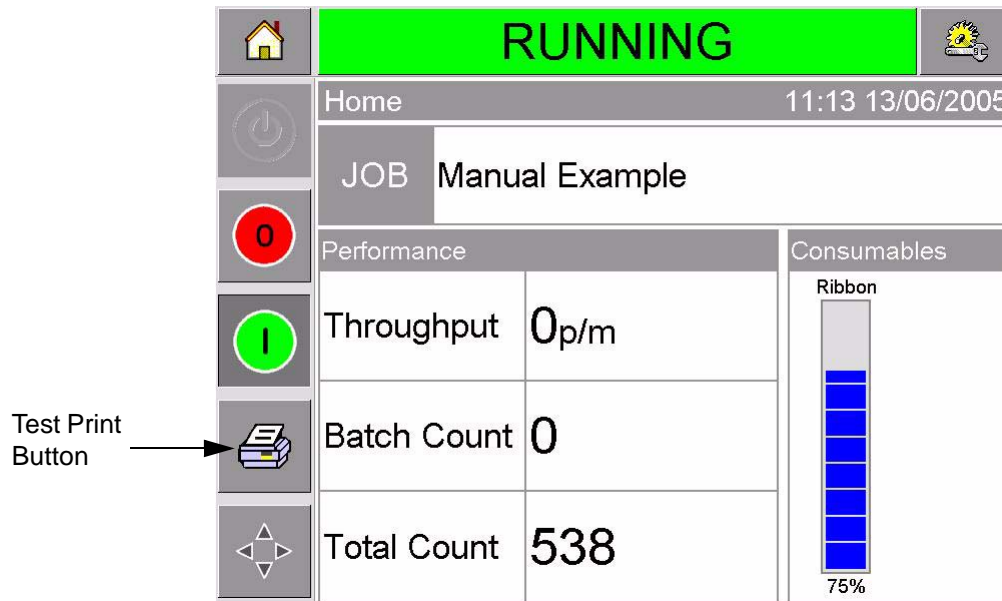 RUNNING
Home 11:13 13/06/2005
JOB Manual Example
0
Performance
Consumables
Ribbon
Throughput 0p/m
I
Test Print
Button
Batch Count 0
Total Count 538
75%